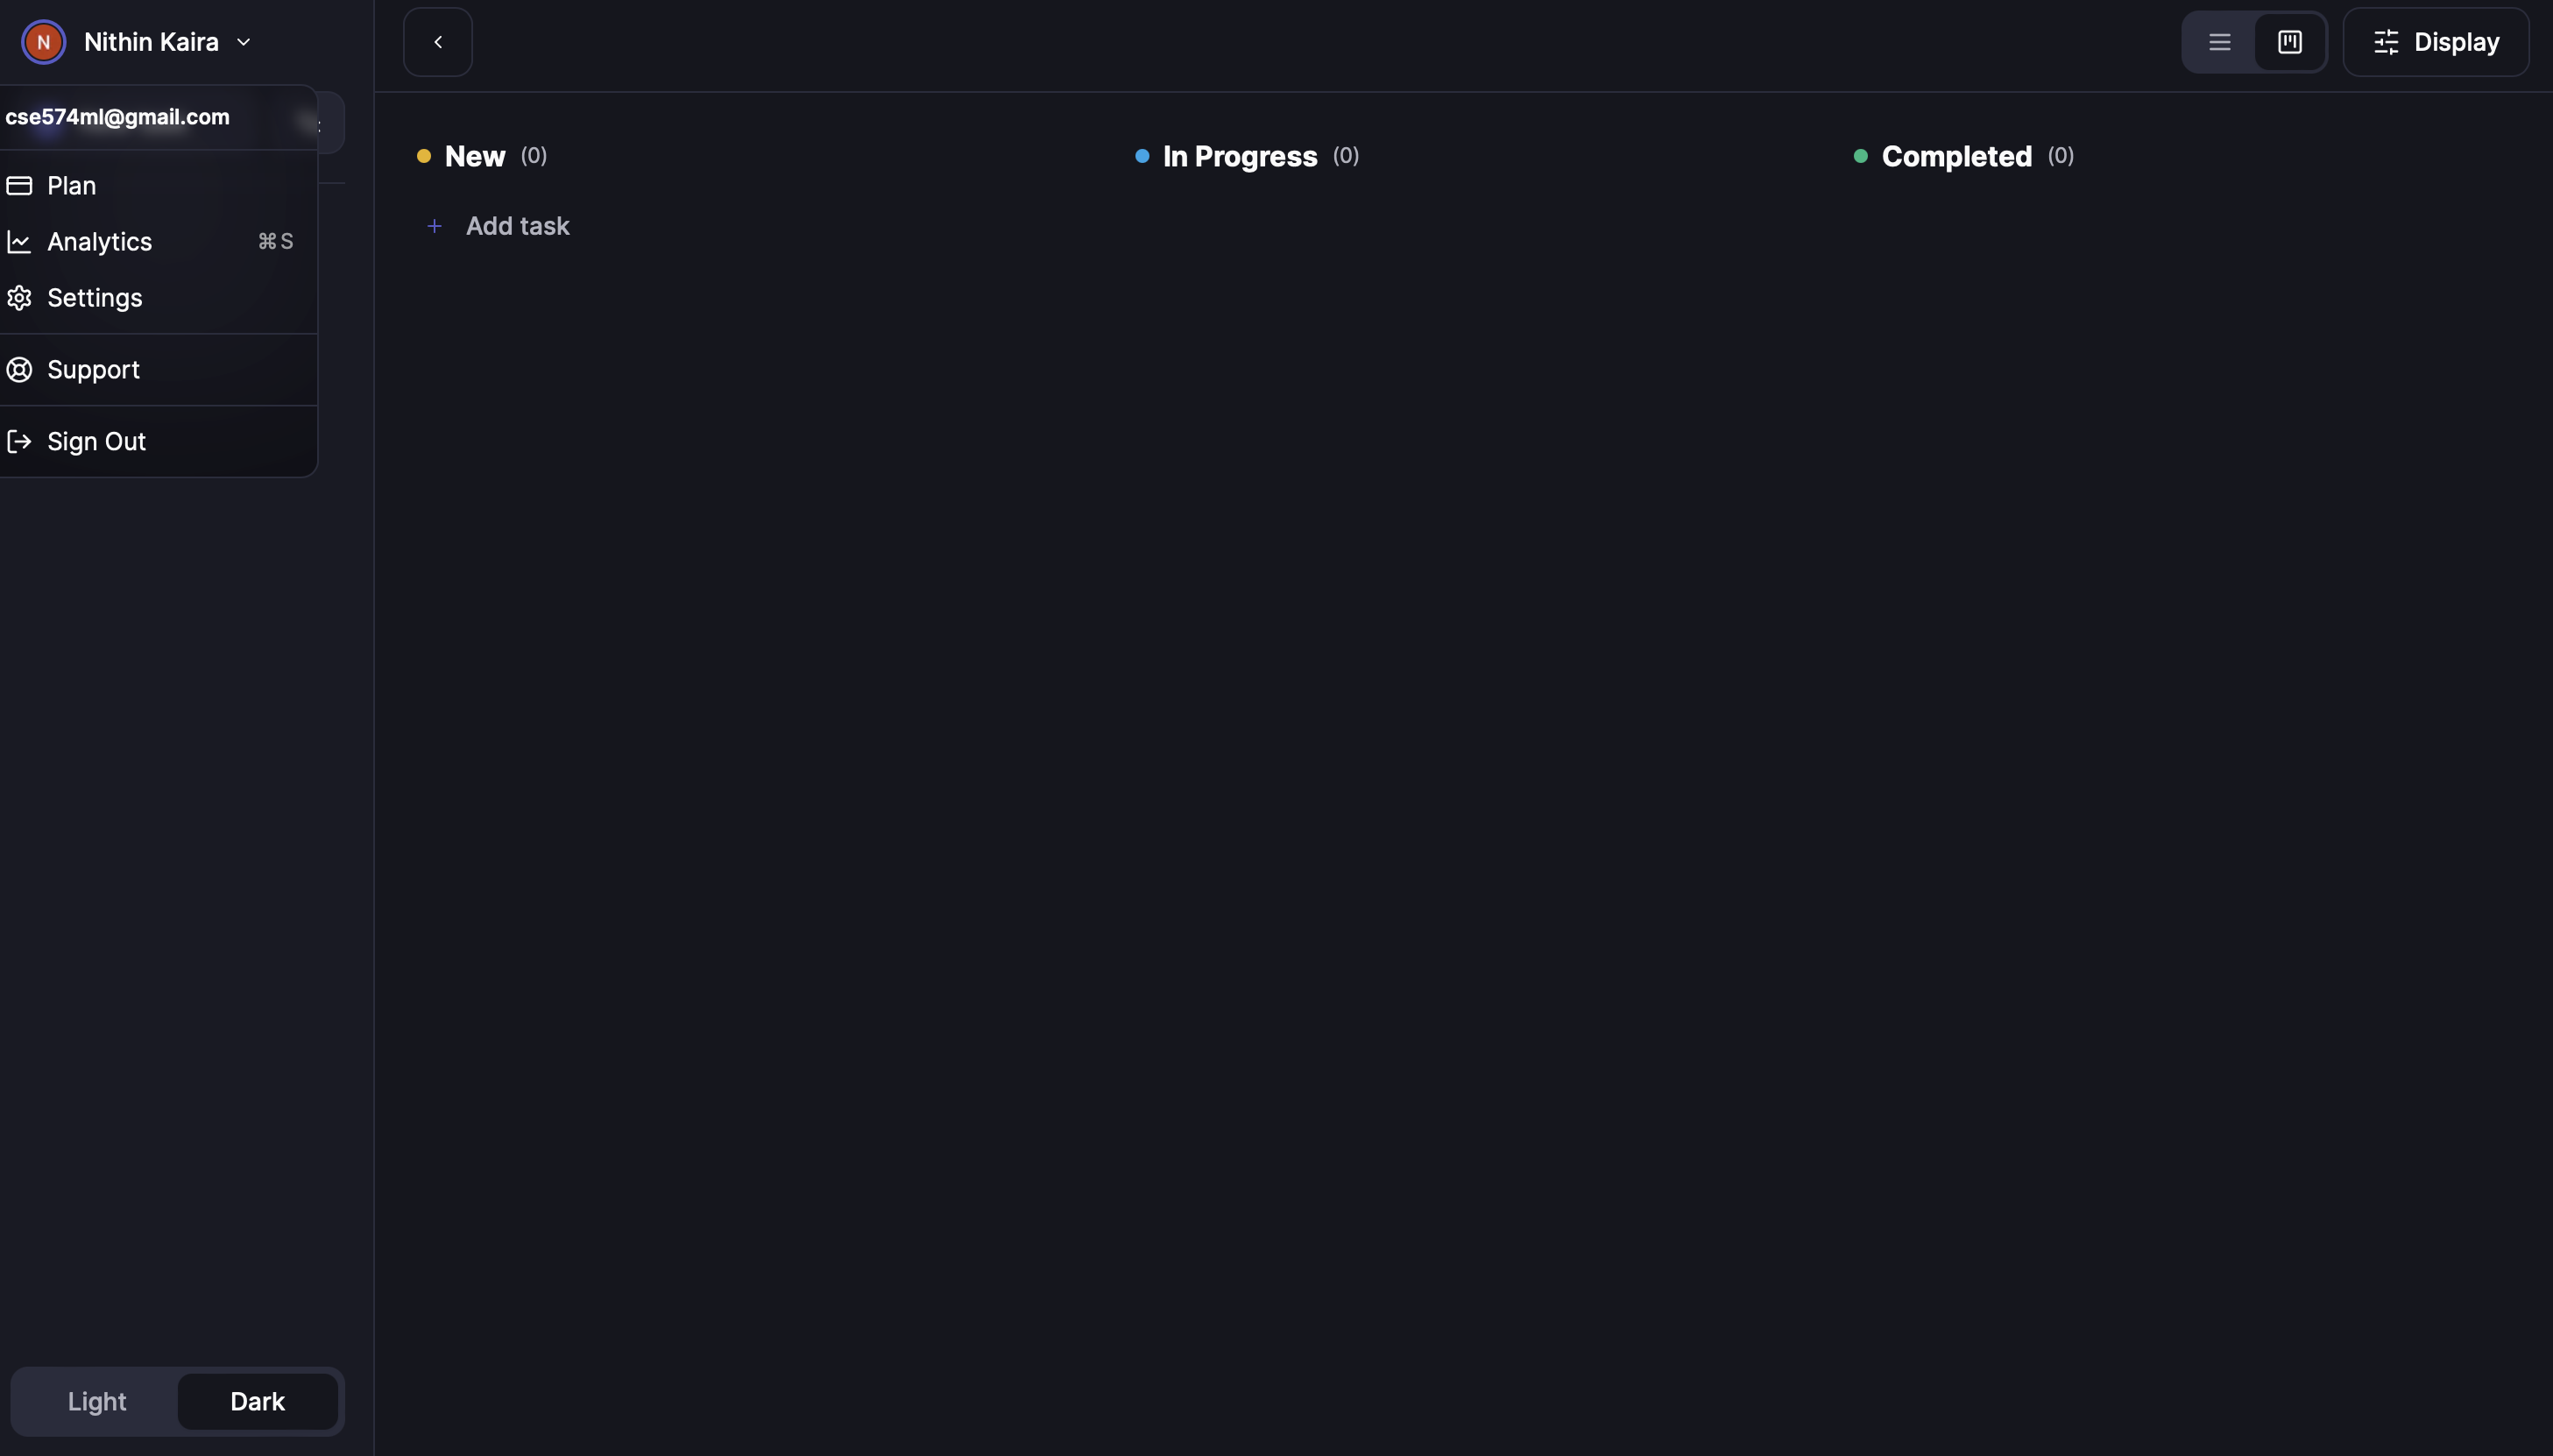 N Nithin Kaira
Display
cse574ml@gmail.com
Plan
Analytics ⌘S
Settings
Support
Sign Out
New (0)
Add task
In Progress (0)
Completed (0)
Light Dark